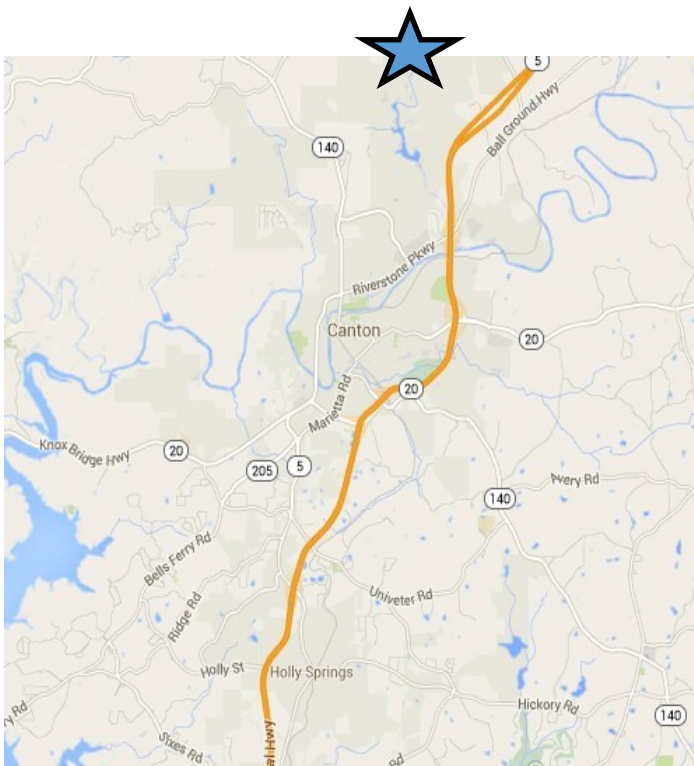 5
Ball Ground Hwy
140
Riverstone Pkwy
Canton
20
20
Marietta Rd
Knox Bridge Hwy
20
205
5
Avery Rd
140
Bells Ferry Rd
Univeter Rd
Ridge Rd
Holly St
Holly Springs
Hickory Rd
140
Sixes Rd
Rd